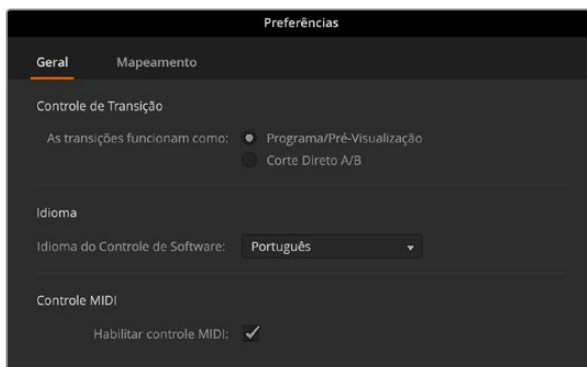 Preferências
Geral Mapeamento
Controle de Transição
As transições funcionam como: Programa/Pré-Visualização
Corte Direto A/B
Idioma
Idioma do Controle de Software: Português
Controle MIDI
Habilitar controle MIDI: